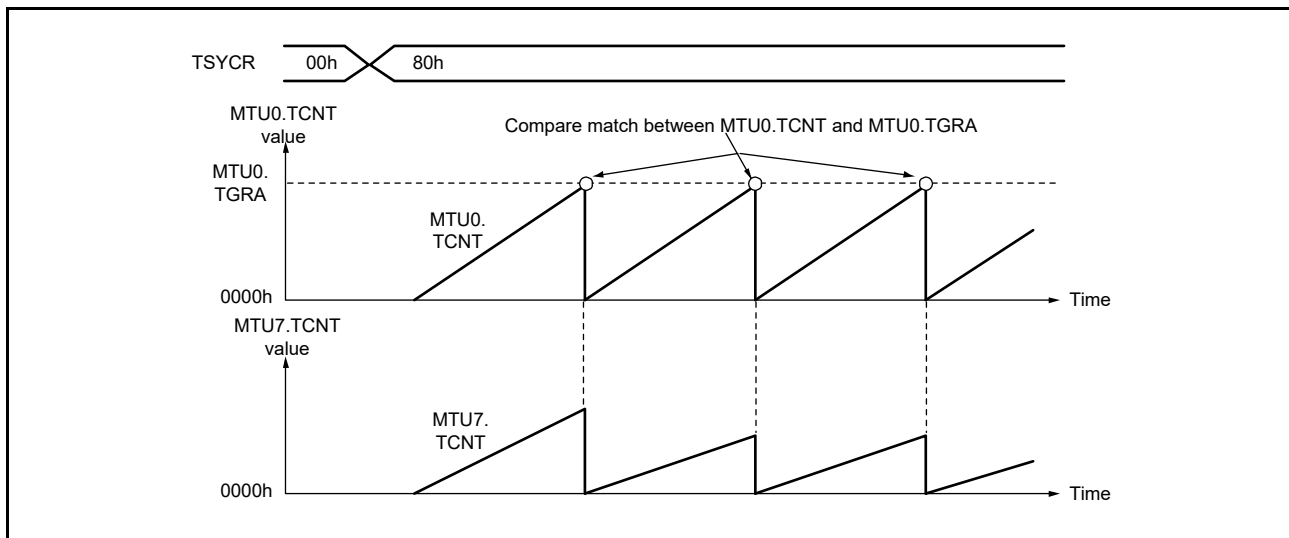 TSYCR 00h 80h
MTU0.TCNT
value
Compare match between MTU0.TCNT and MTU0.TGRA
MTU0.
TGRA
MTU0.
TCNT
0000h
Time
MTU7.TCNT
value
MTU7.
TCNT
0000h
Time